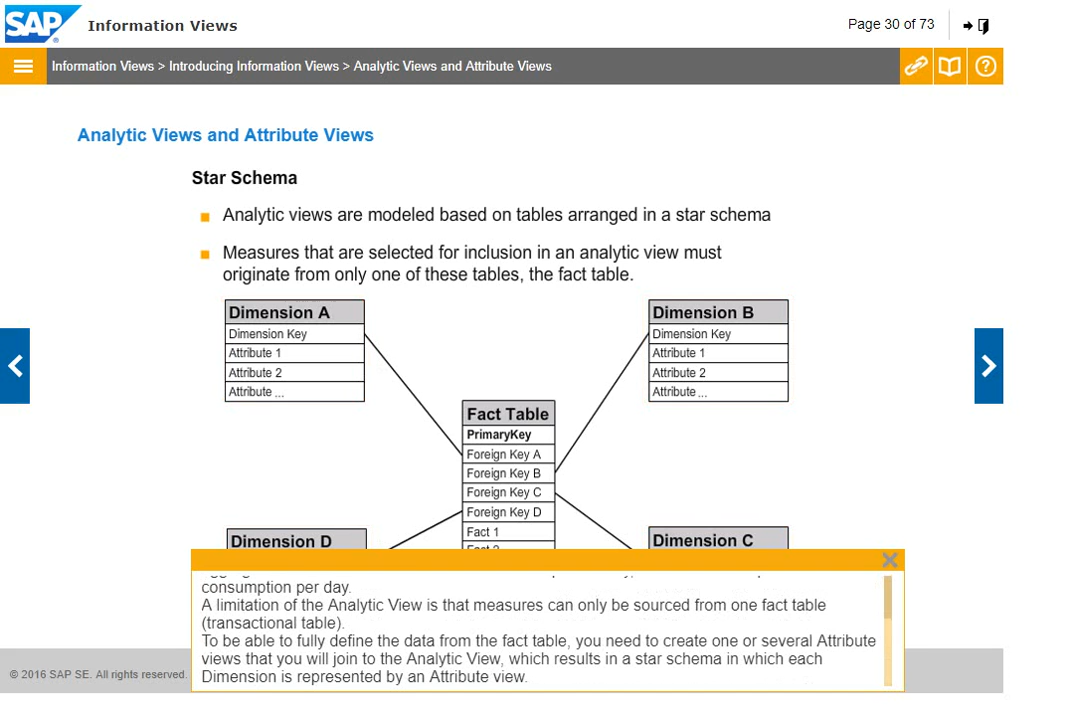 SAP
Information Views
Page 30 of 73
Information Views > Introducing Information Views > Analytic Views and Attribute Views
Analytic Views and Attribute Views
Star Schema
Analytic views are modeled based on tables arranged in a star schema
Measures that are selected for inclusion in an analytic view must
originate from only one of these tables, the fact table.
Dimension A
Dimension Key
Attribute 1
Attribute 2
Attribute ...
Dimension B
Dimension Key
Attribute 1
Attribute 2
Attribute ...
Fact Table
PrimaryKey
Foreign Key A
Foreign Key B
Foreign Key C
Foreign Key D
Fact 1
Dimension D
Dimension C
consumption per day.
A limitation of the Analytic View is that measures can only be sourced from one fact table
(transactional table).
To be able to fully define the data from the fact table, you need to create one or several Attribute
views that you will join to the Analytic View, which results in a star schema in which each
Dimension is represented by an Attribute view.
© 2016 SAP SE. All rights reserved.